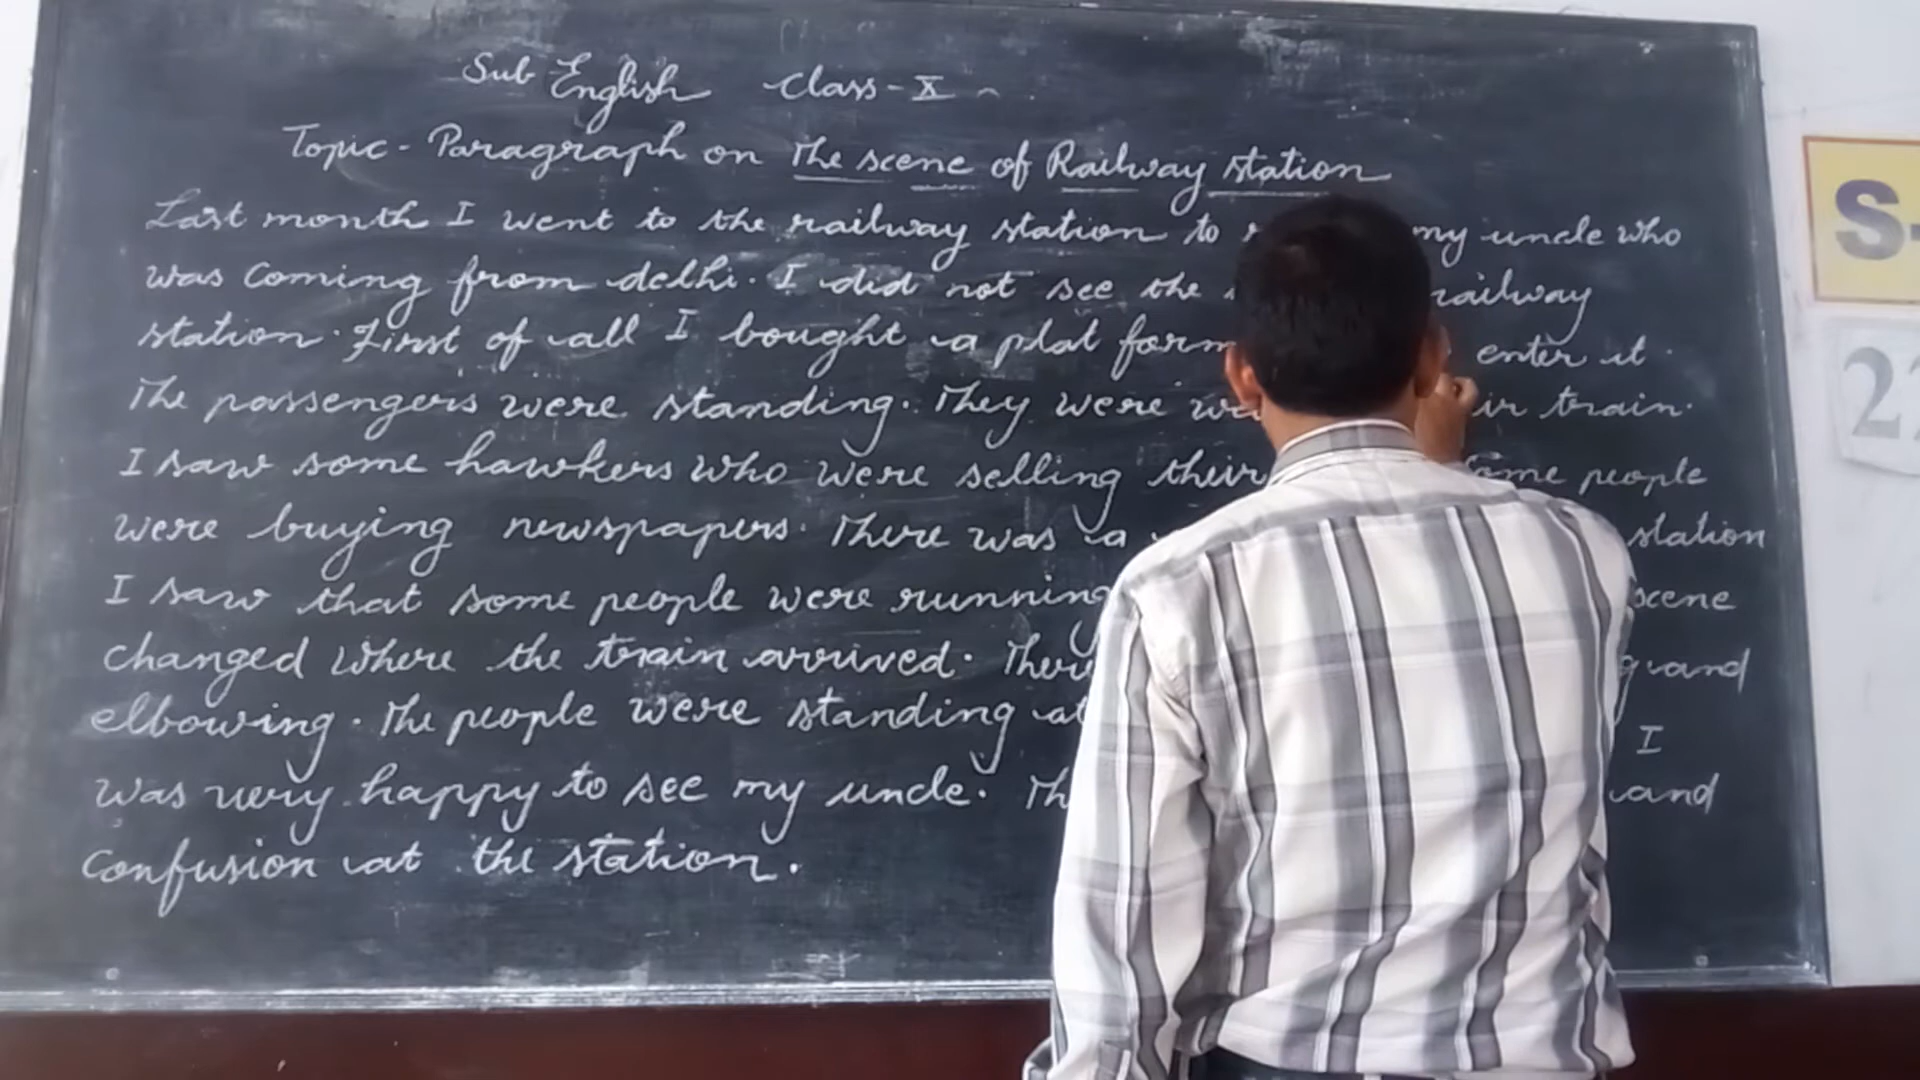 Sub English Class - X
Topic - Paragraph on The scene of Railway station
Last month I went to the railway station to my uncle who
was coming from delhi. I did not see the railway
station. First of all I bought a plat form enter it.
The passengers were standing. They were train.
I saw some hawkers who were selling their Some people
were buying newspapers. There was a station
I saw that some people were running scene
changed where the train arrived. and
elbowing. The people were standing at I
was very happy to see my uncle. and
confusion at the station.
S-
22